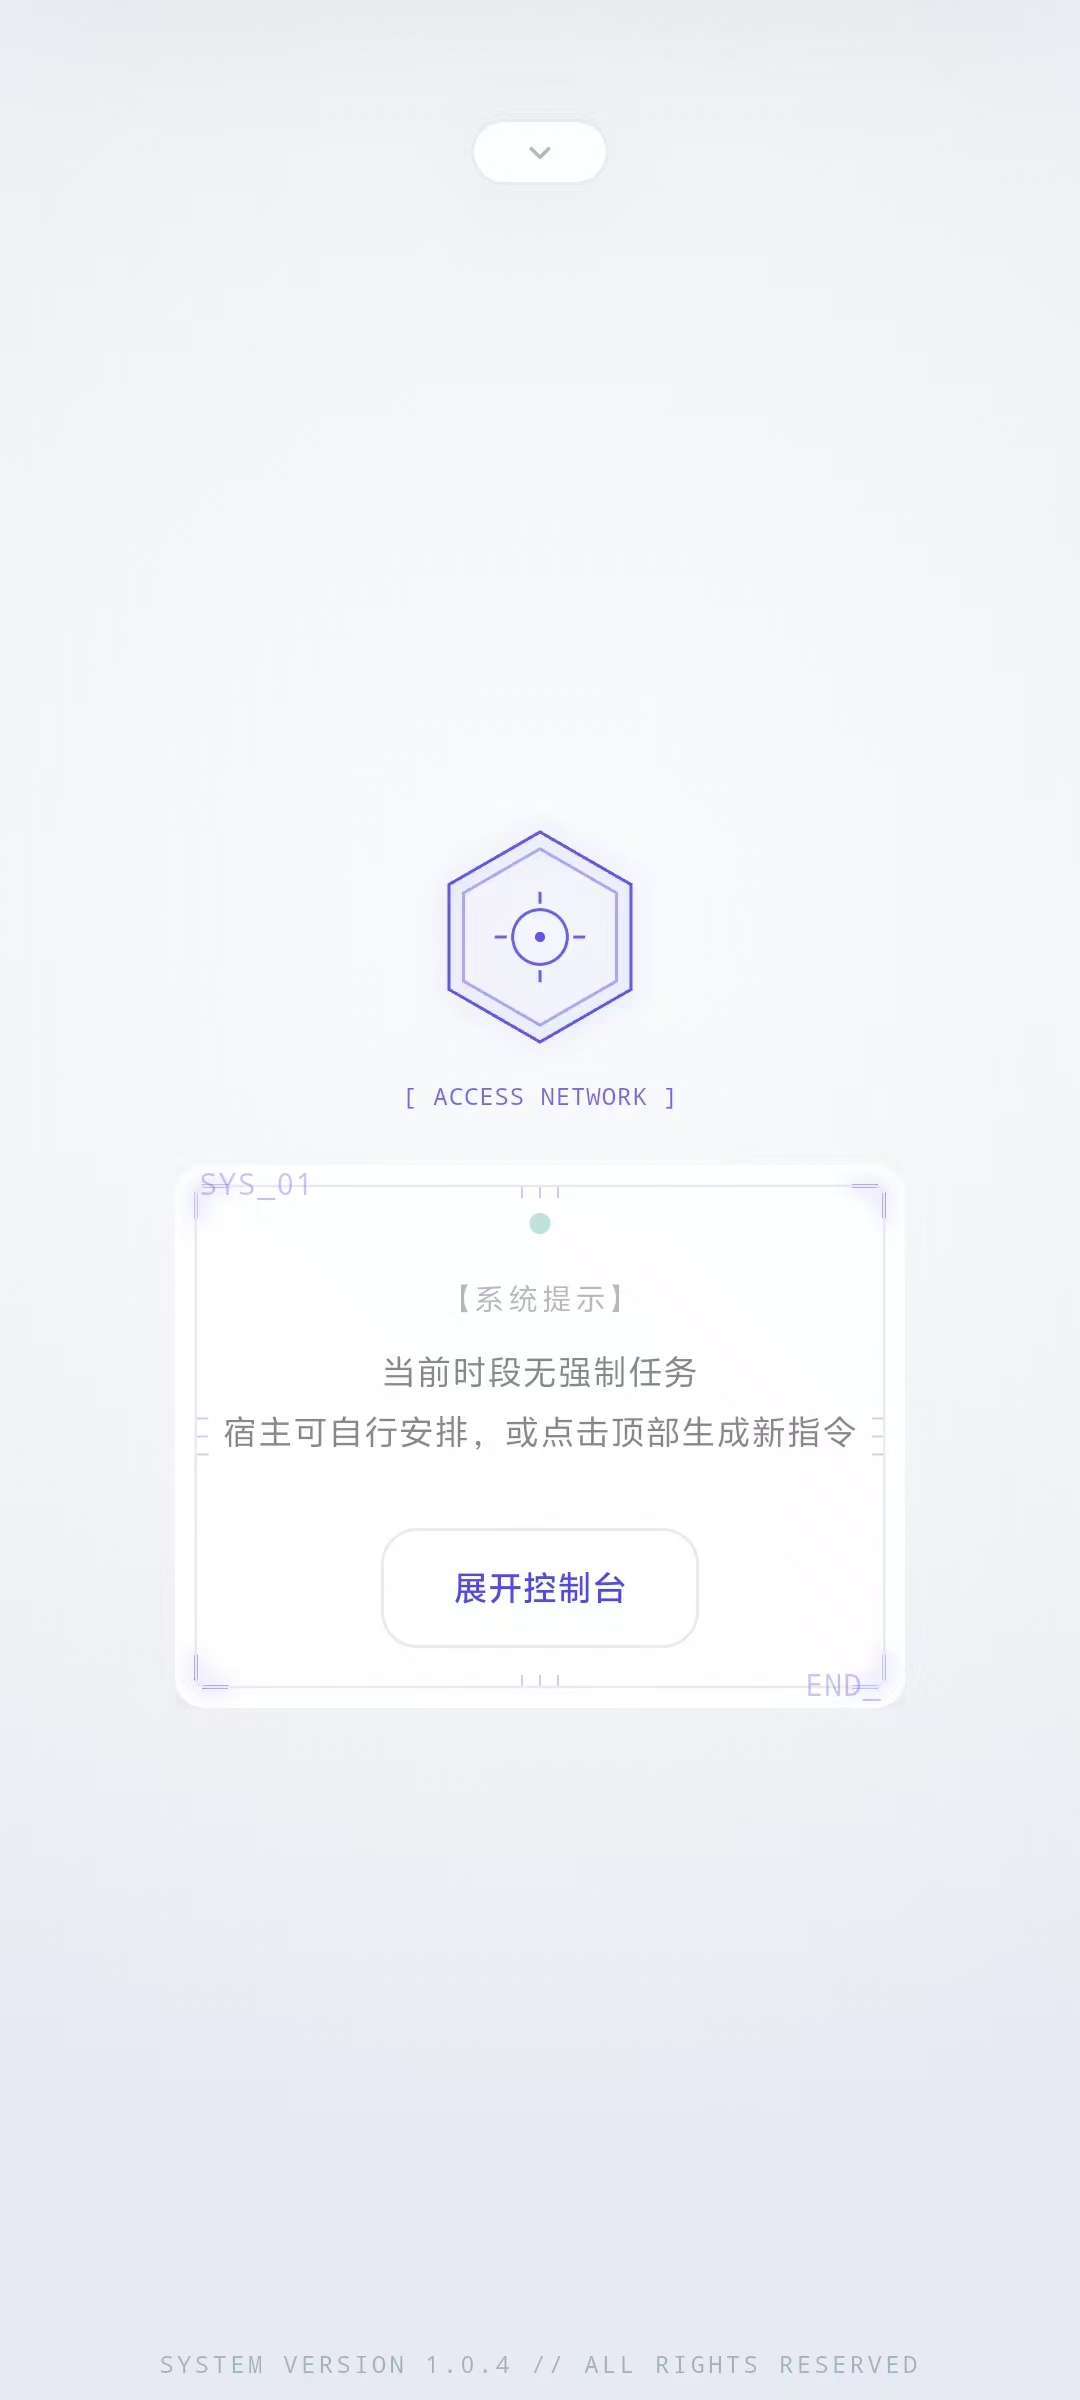 [ ACCESS NETWORK ]
SYS_01
【系统提示】
当前时段无强制任务
宿主可自行安排，或点击顶部生成新指令
展开控制台
END_
SYSTEM VERSION 1.0.4 // ALL RIGHTS RESERVED